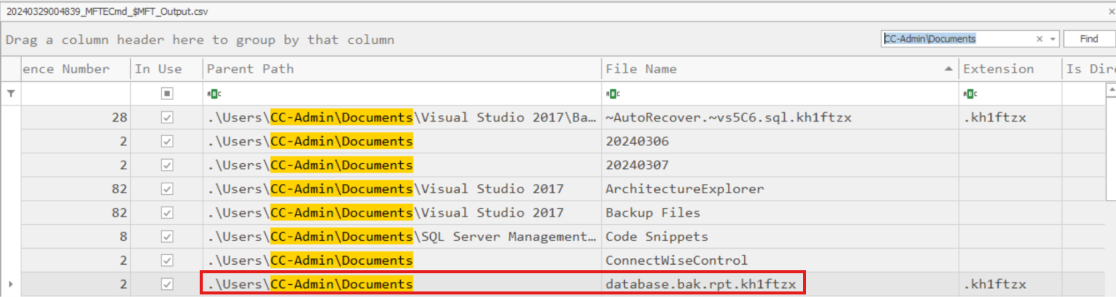 20240329004839_MFTECmd_$MFT_Output.csv ×
Drag a column header here to group by that column CC-Admin\Documents × Find
ence Number In Use Parent Path File Name Extension Is Dire
28 .\Users\CC-Admin\Documents\Visual Studio 2017\Ba... ~AutoRecover.~vs5C6.sql.kh1ftzx .kh1ftzx
2 .\Users\CC-Admin\Documents 20240306
2 .\Users\CC-Admin\Documents 20240307
82 .\Users\CC-Admin\Documents\Visual Studio 2017 ArchitectureExplorer
82 .\Users\CC-Admin\Documents\Visual Studio 2017 Backup Files
8 .\Users\CC-Admin\Documents\SQL Server Management... Code Snippets
2 .\Users\CC-Admin\Documents ConnectWiseControl
2 .\Users\CC-Admin\Documents database.bak.rpt.kh1ftzx .kh1ftzx